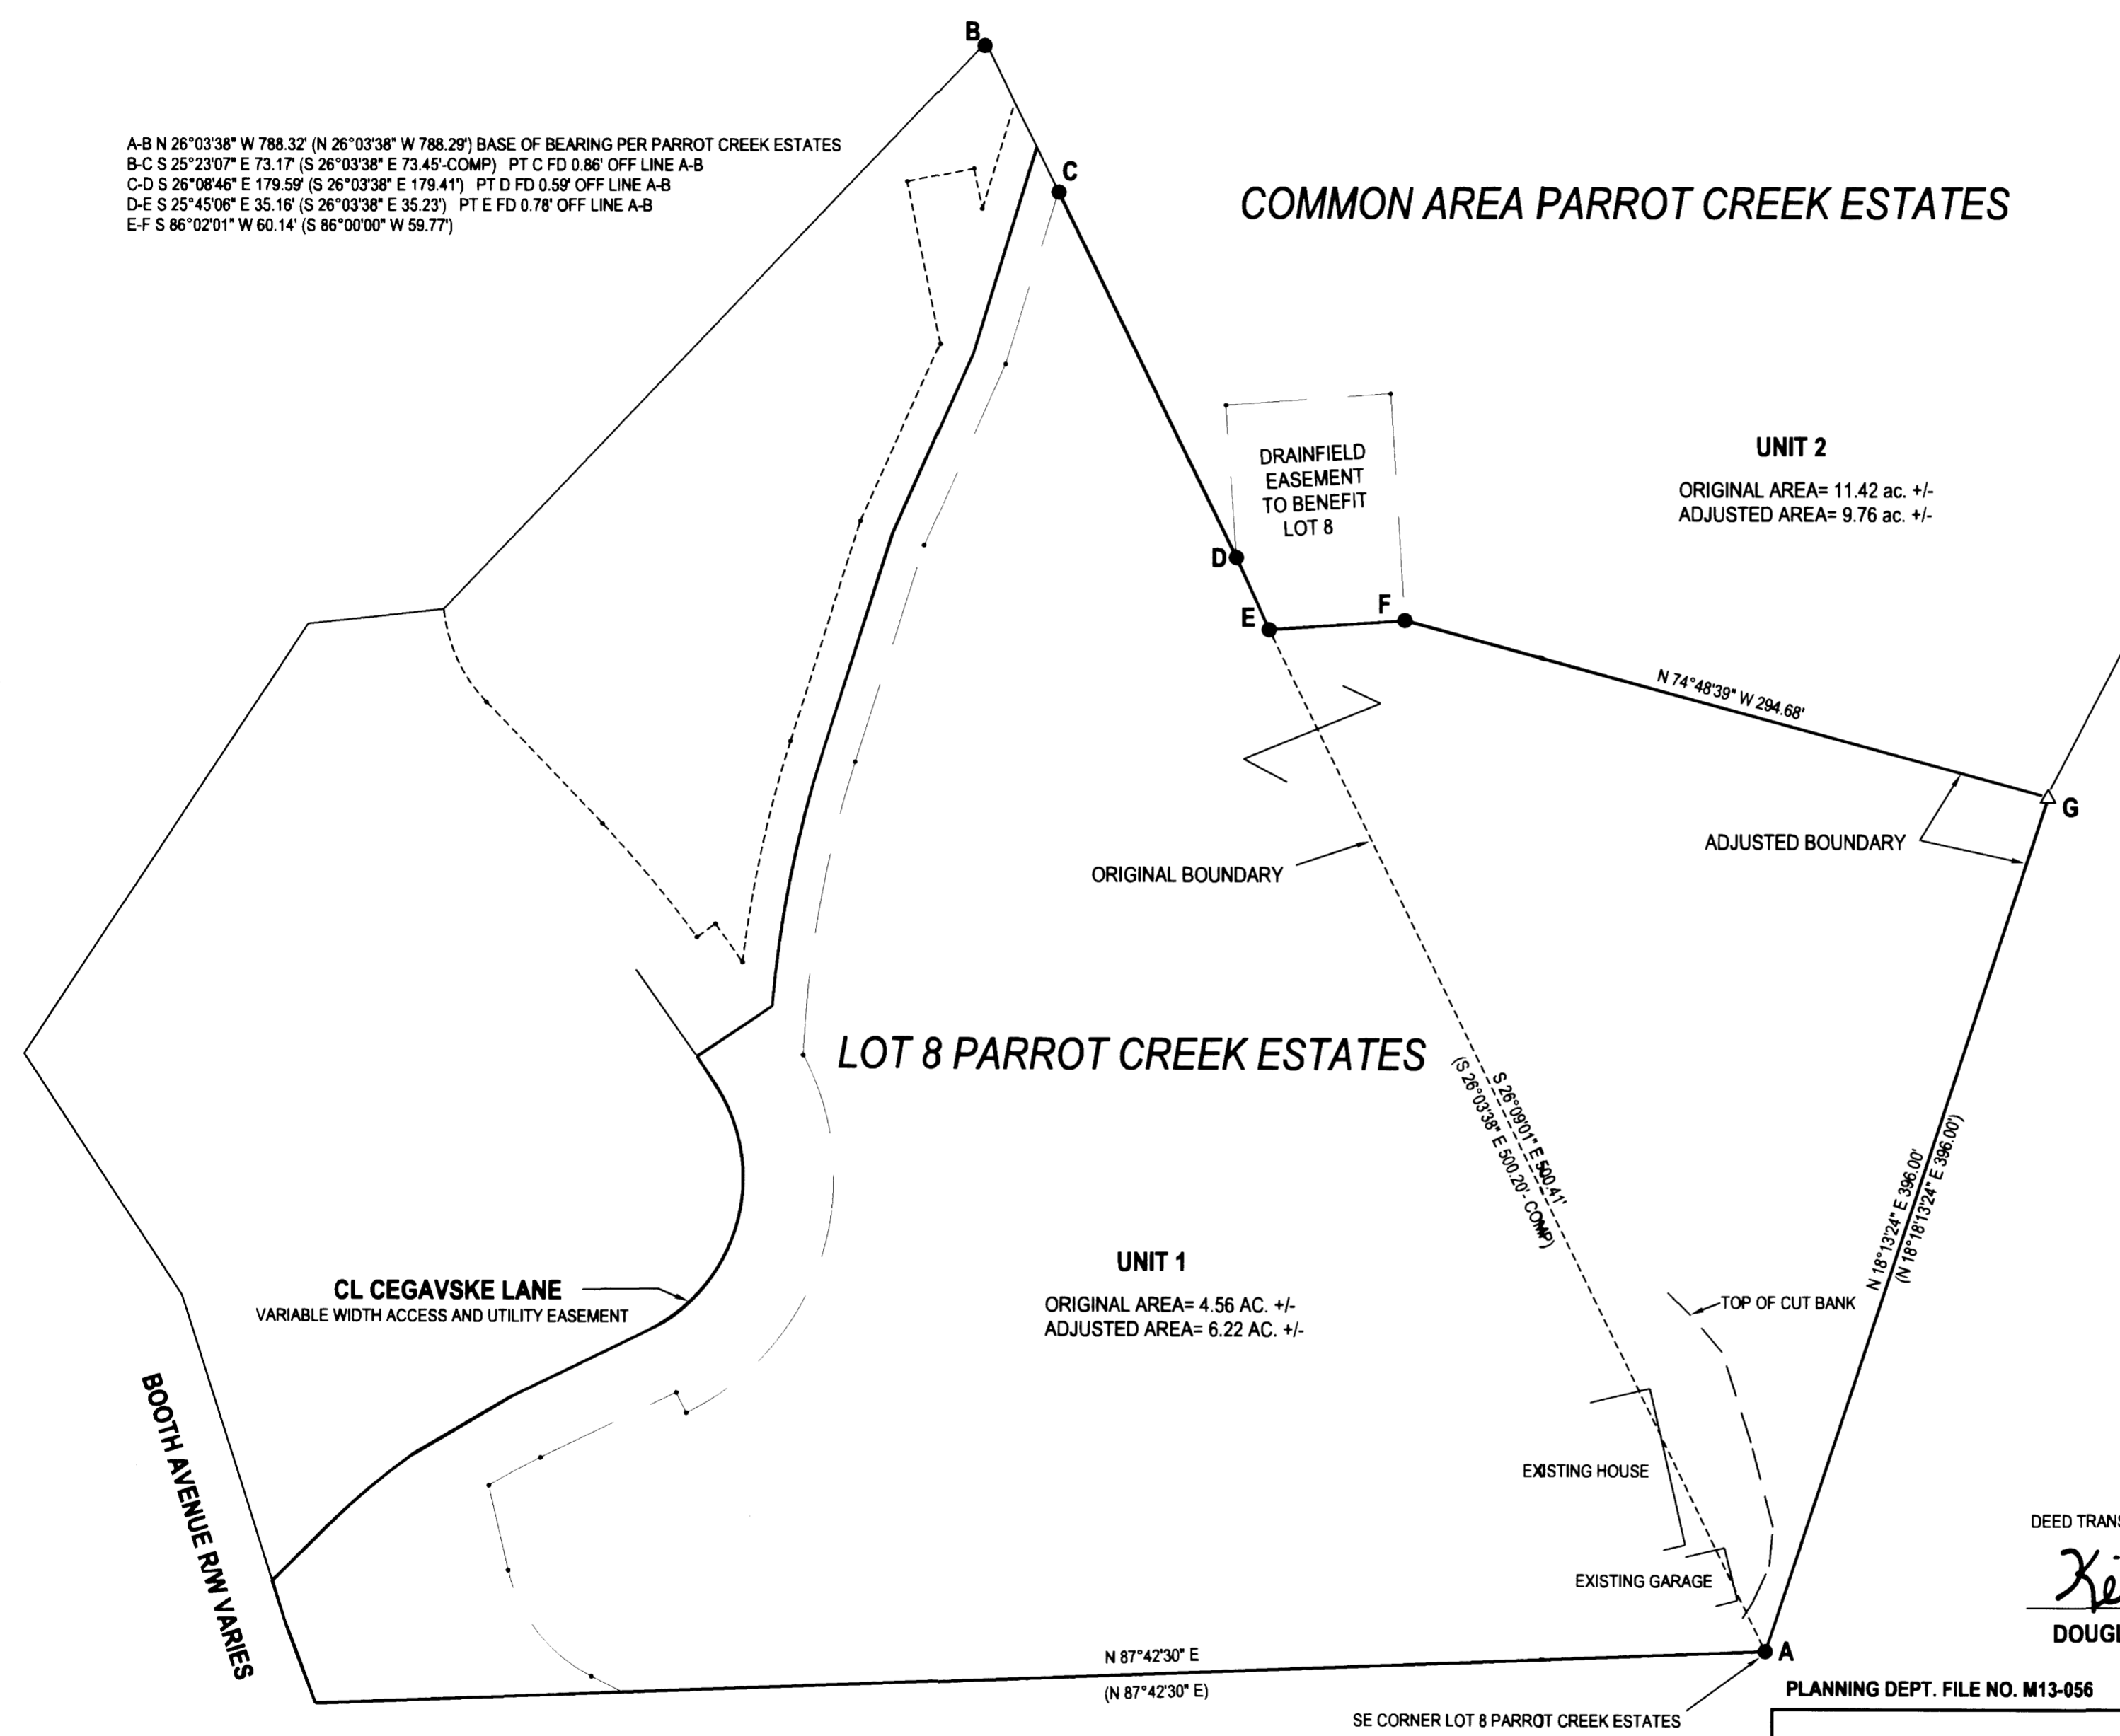 B
A-B N 26°03'38" W 788.32' (N 26°03'38" W 788.29') BASE OF BEARING PER PARROT CREEK ESTATES
B-C S 25°23'07" E 73.17' (S 26°03'38" E 73.45'-COMP) PT C FD 0.86' OFF LINE A-B
C-D S 26°08'46" E 179.59' (S 26°03'38" E 179.41') PT D FD 0.59' OFF LINE A-B
D-E S 25°45'06" E 35.16' (S 26°03'38" E 35.23') PT E FD 0.78' OFF LINE A-B
E-F S 86°02'01" W 60.14' (S 86°00'00" W 59.77')
C
COMMON AREA PARROT CREEK ESTATES
DRAINFIELD
EASEMENT
TO BENEFIT
LOT 8
UNIT 2
ORIGINAL AREA= 11.42 ac. +/-
ADJUSTED AREA= 9.76 ac. +/-
D
E
F
N 74°48'39" W 294.68'
G
ADJUSTED BOUNDARY
ORIGINAL BOUNDARY
LOT 8 PARROT CREEK ESTATES
S 26°09'01" E 500.41'
(S 26°03'38" E 500.20'- COMP)
N 18°13'24" E 396.00'
(N 18°18'13'24" E 396.00')
UNIT 1
ORIGINAL AREA= 4.56 AC. +/-
ADJUSTED AREA= 6.22 AC. +/-
CL CEGAVSKE LANE
VARIABLE WIDTH ACCESS AND UTILITY EASEMENT
TOP OF CUT BANK
BOOTH AVENUE R/W VARIES
EXISTING HOUSE
EXISTING GARAGE
DEED TRANS
DOUGL
N 87°42'30" E
(N 87°42'30" E)
A
PLANNING DEPT. FILE NO. M13-056
SE CORNER LOT 8 PARROT CREEK ESTATES